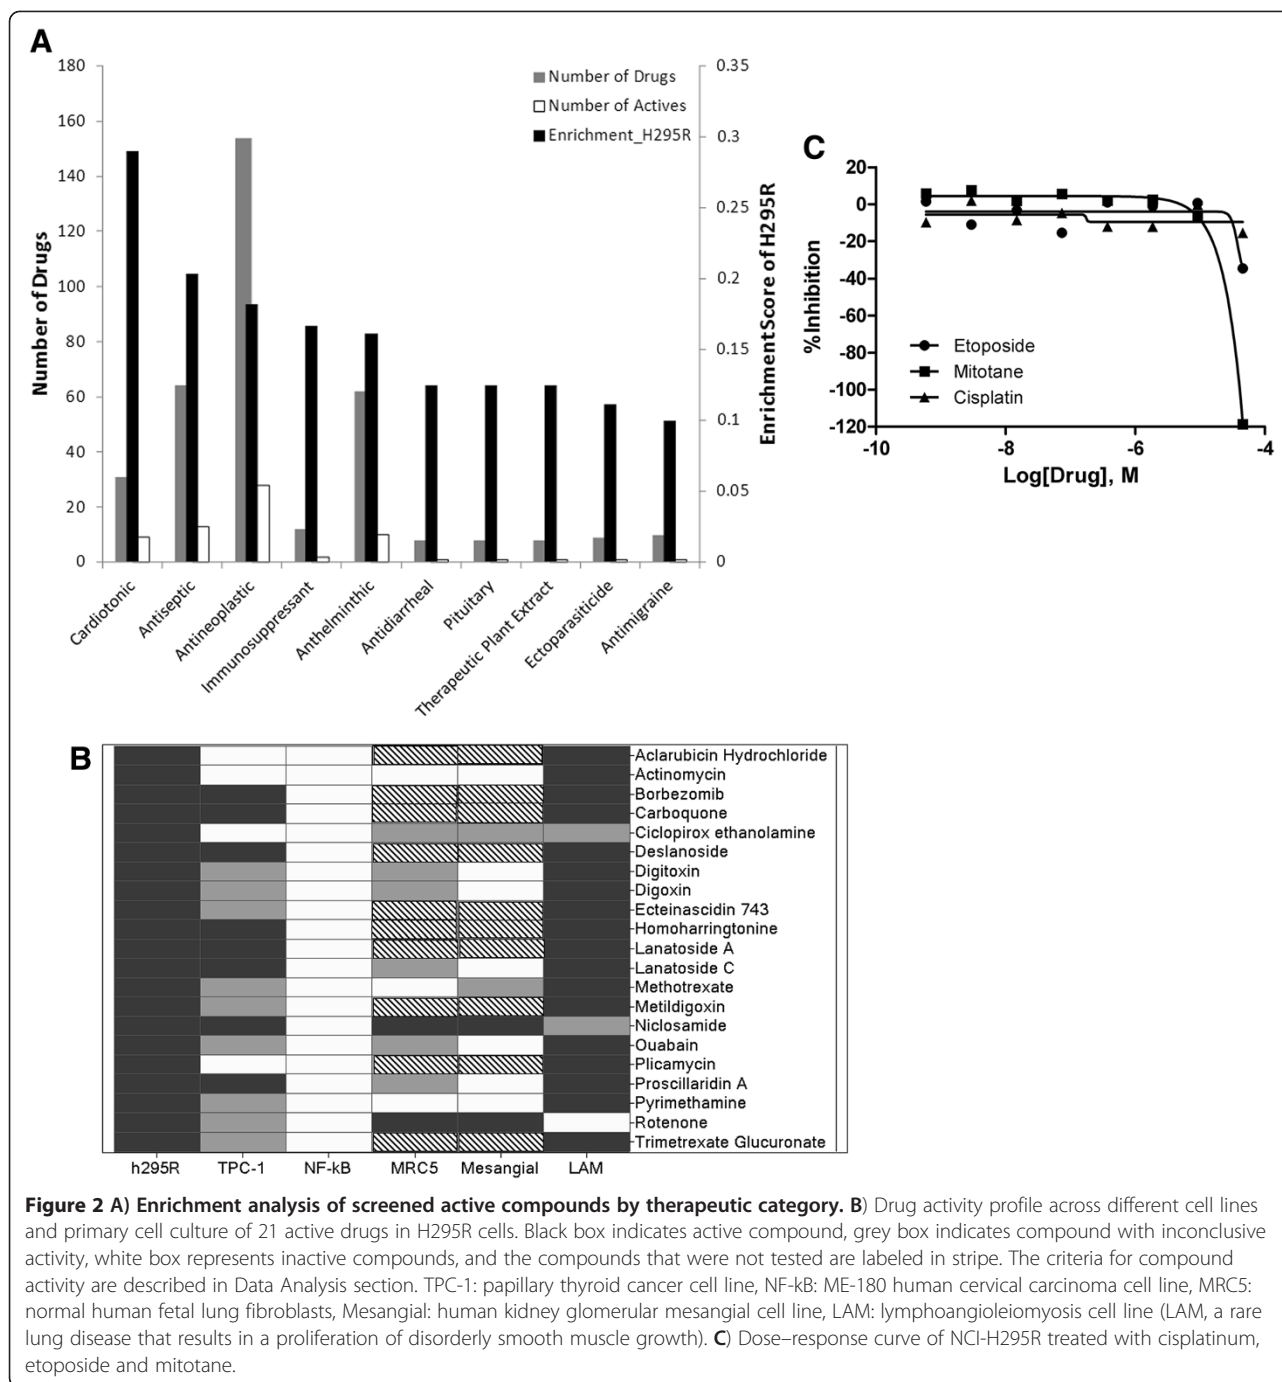 A
180
160
140
120
100
80
60
40
20
0
Number of Drugs
Number of Drugs
Number of Actives
Enrichment_H295R
0.35
0.3
0.25
0.2
0.15
0.1
0.05
0
Enrichment Score of H295R
Cardiotonic
Antiseptic
Antineoplastic
Immunosuppressant
Anthelminthic
Antidiarrheal
Pituitary
Therapeutic Plant Extract
Ectoparasiticide
Antimigraine
C
20
0
-20
-40
-60
-80
-100
-120
%Inhibition
Etoposide
Mitotane
Cisplatin
-10
-8
-6
-4
Log[Drug], M
B
Aclarubicin Hydrochloride
Actinomycin
Borbezomib
Carboquone
Ciclopirox ethanolamine
Deslanoside
Digitoxin
Digoxin
Ecteinascidin 743
Homoharringtonine
Lanatoside A
Lanatoside C
Methotrexate
Metildigoxin
Niclosamide
Ouabain
Plicamycin
Proscillaridin A
Pyrimethamine
Rotenone
Trimetrexate Glucuronate
h295R
TPC-1
NF-kB
MRC5
Mesangial
LAM
Figure 2 A) Enrichment analysis of screened active compounds by therapeutic category. B) Drug activity profile across different cell lines
and primary cell culture of 21 active drugs in H295R cells. Black box indicates active compound, grey box indicates compound with inconclusive
activity, white box represents inactive compounds, and the compounds that were not tested are labeled in stripe. The criteria for compound
activity are described in Data Analysis section. TPC-1: papillary thyroid cancer cell line, NF-kB: ME-180 human cervical carcinoma cell line, MRC5:
normal human fetal lung fibroblasts, Mesangial: human kidney glomerular mesangial cell line, LAM: lymphoangioleiomyosis cell line (LAM, a rare
lung disease that results in a proliferation of disorderly smooth muscle growth). C) Dose–response curve of NCI-H295R treated with cisplatinum,
etoposide and mitotane.